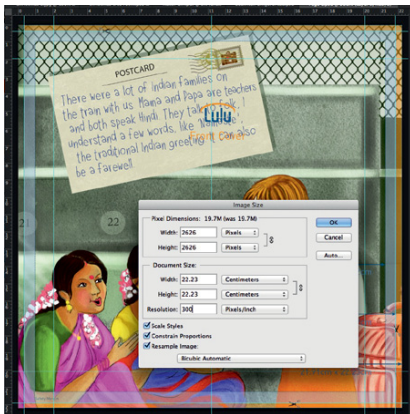 POSTCARD
There were a lot of Indian families on
the train with us. Mama and Papa are teachers
and both speak Hindi. They talk
understand a few words, like
the traditional Indian greeting. It can also
be a farewell.
Lulu
21
22
Image Size
Pixel Dimensions: 19.7M (was 15.7M)
Width: 2626 Pixels
Height: 2626 Pixels
Document Size:
Width: 22.23 Centimeters
Height: 22.23 Centimeters
Resolution: 300 Pixels/Inch
Scale Styles
Constrain Proportions
Resample Image:
Bicubic Automatic
OK
Cancel
Auto...